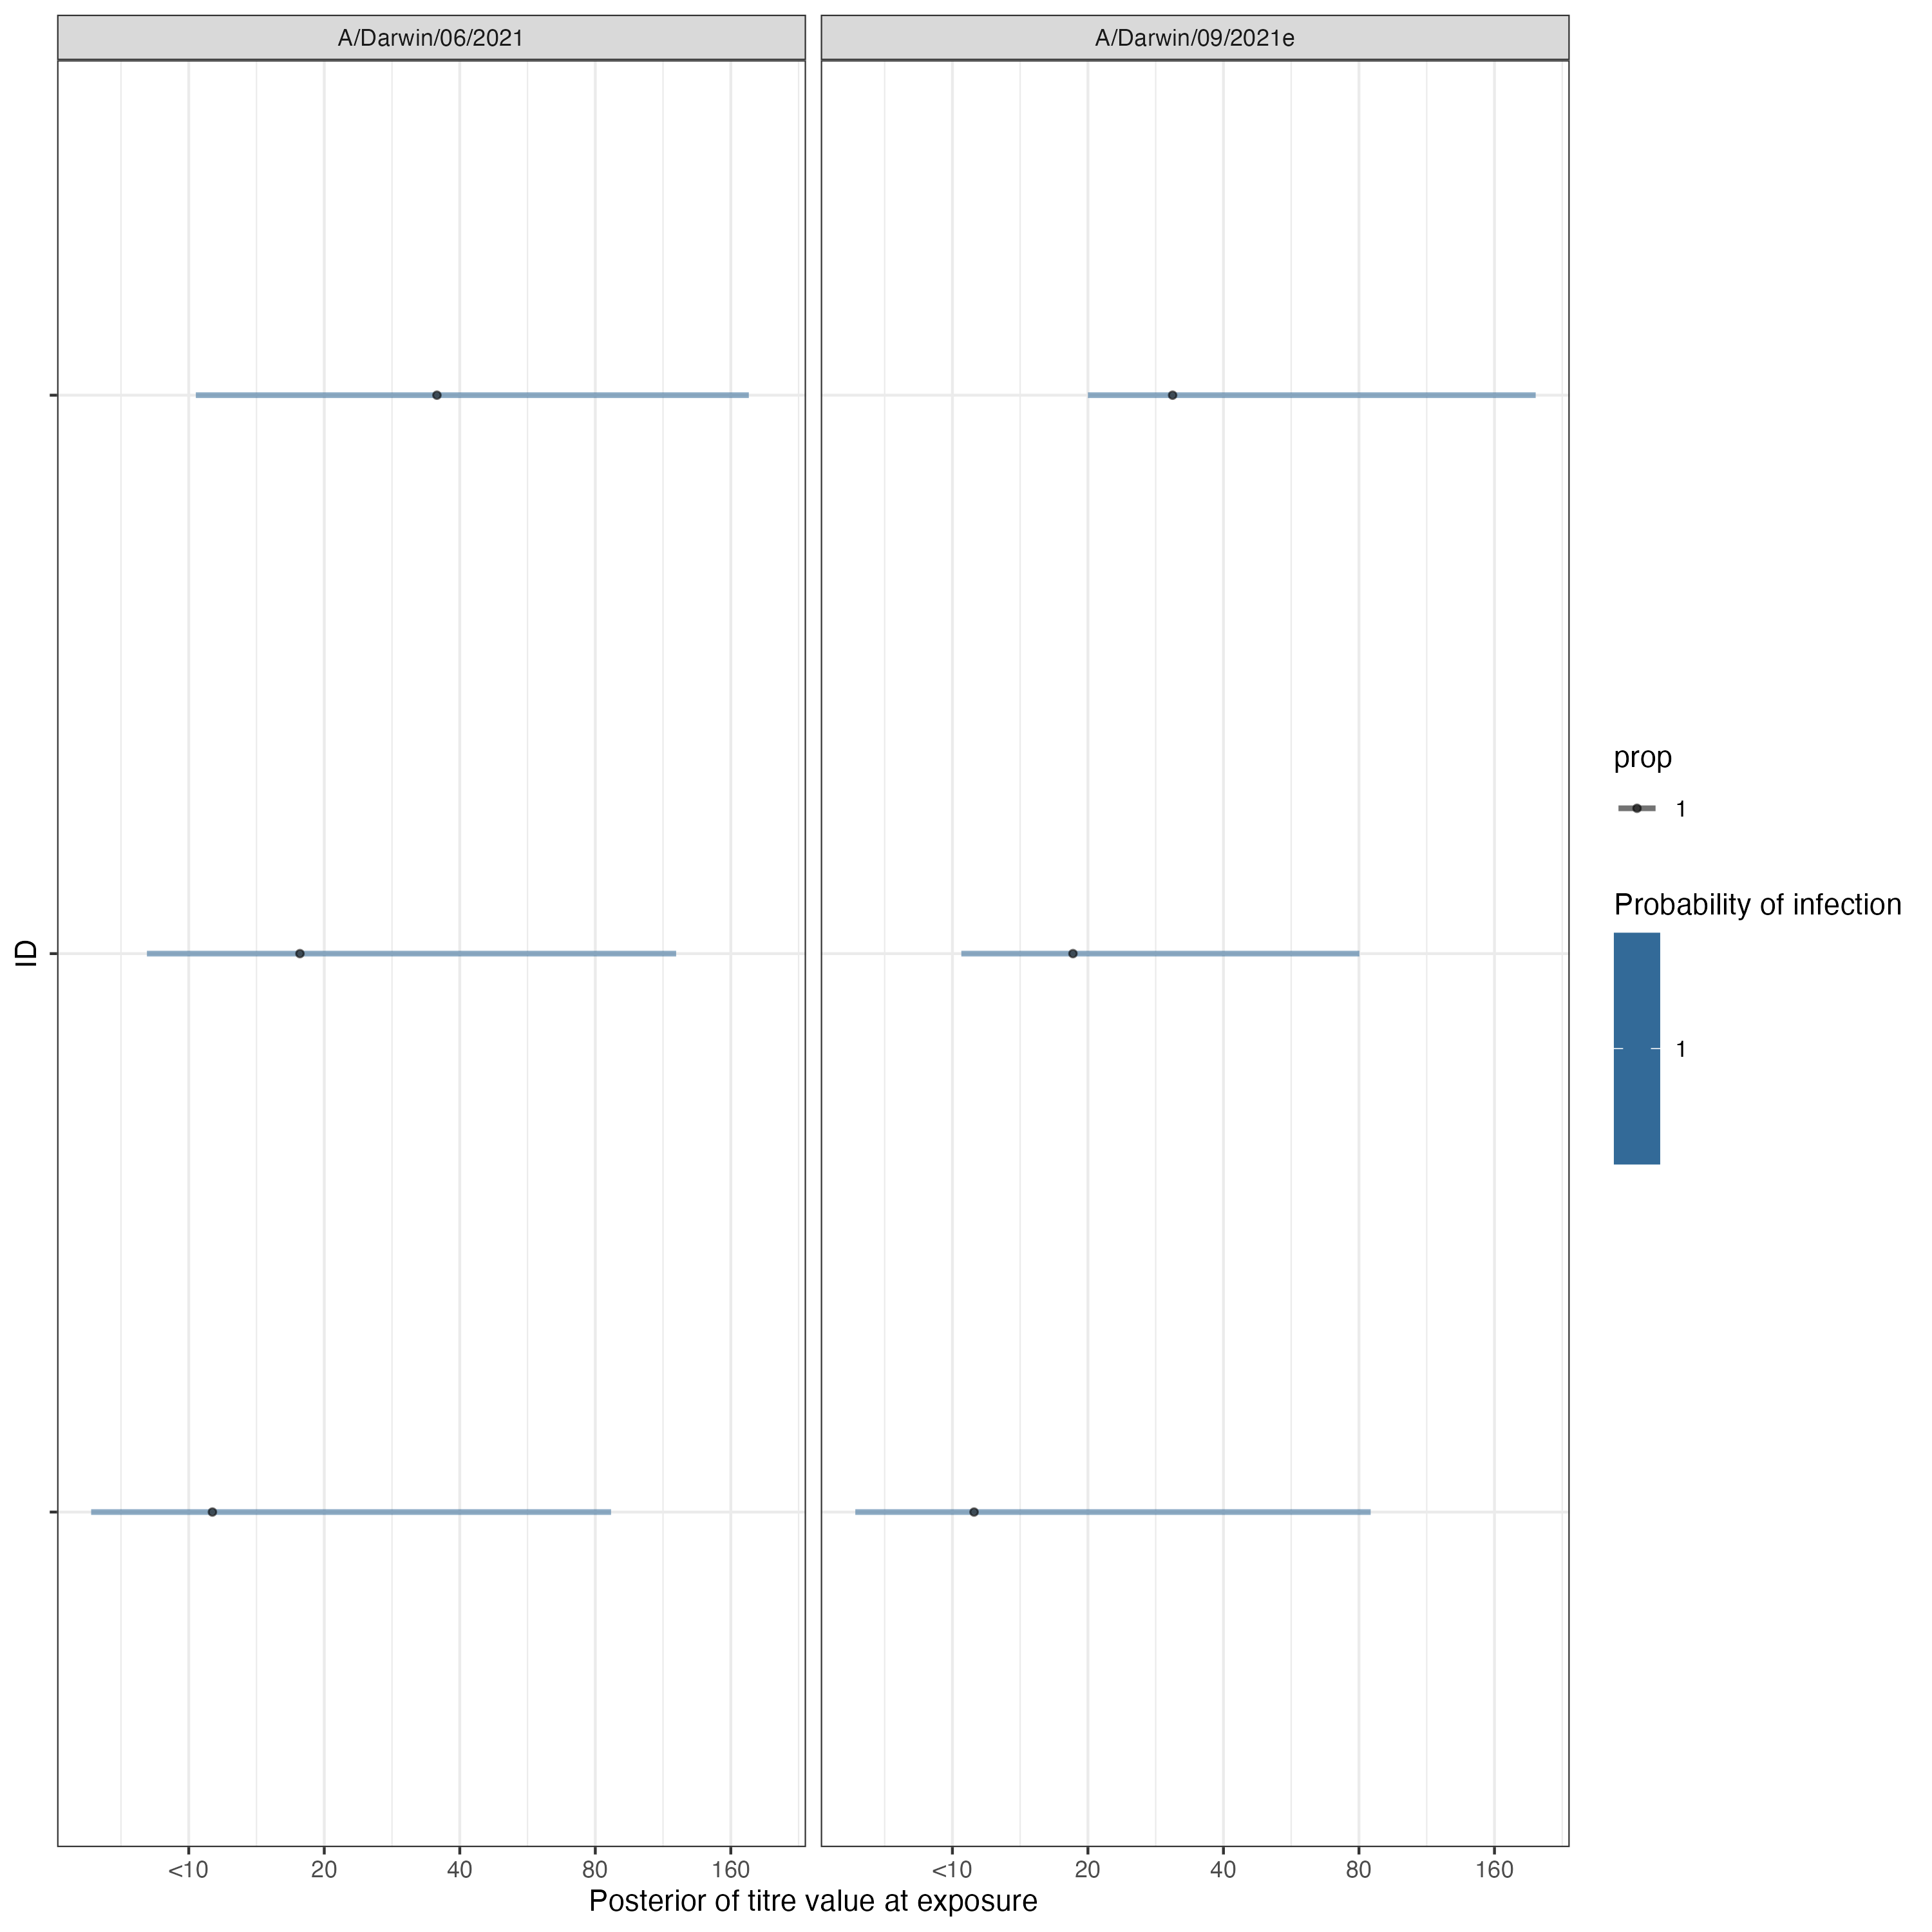 A/Darwin/06/2021
A/Darwin/09/2021e
ID
prop
1
Probability of infection
1
<10 20 40 80 160
<10 20 40 80 160
Posterior of titre value at exposure